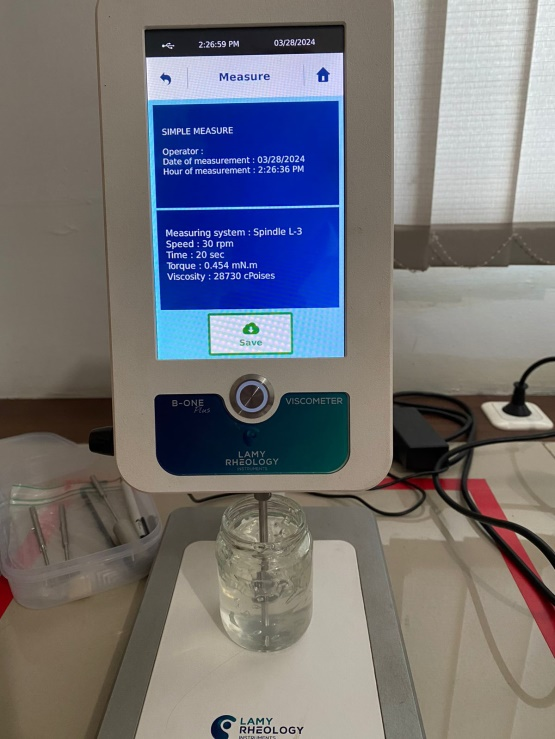 2:26:59 PM 03/28/2024
Measure
SIMPLE MEASURE
Operator :
Date of measurement : 03/28/2024
Hour of measurement : 2:26:36 PM
Measuring system : Spindle L-3
Speed : 30 rpm
Time : 20 sec
Torque : 0.454 mN.m
Viscosity : 28730 cPoises
Save
B-ONE Plus VISCOMETER
LAMY
RHEOLOGY
INSTRUMENTS
LAMY
RHEOLOGY
INSTRUMENTS